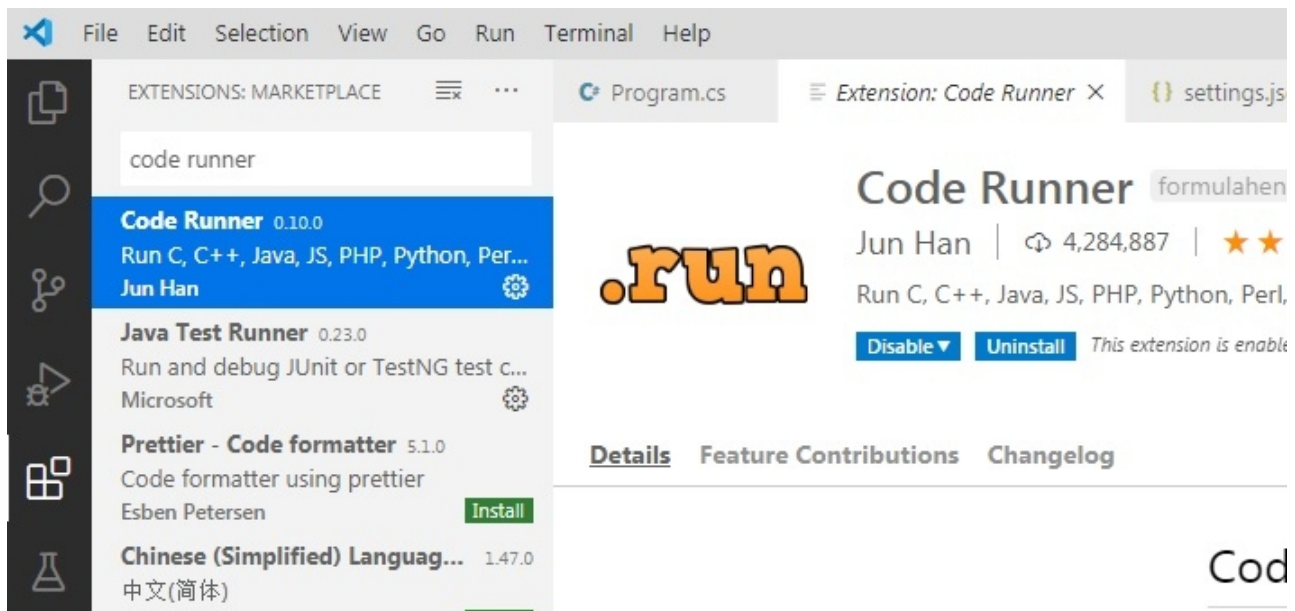 File Edit Selection View Go Run Terminal Help
EXTENSIONS: MARKETPLACE
code runner
Code Runner 0.10.0
Run C, C++, Java, JS, PHP, Python, Per...
Jun Han
Java Test Runner 0.23.0
Run and debug JUnit or TestNG test c...
Microsoft
Prettier - Code formatter 5.1.0
Code formatter using prettier
Esben Petersen Install
Chinese (Simplified) Languag... 1.47.0
中文(简体)
Program.cs Extension: Code Runner {} settings.js
.run
Code Runner formulahen
Jun Han 4,284,887
Run C, C++, Java, JS, PHP, Python, Perl,
Disable Uninstall This extension is enable
Details Feature Contributions Changelog
Cod